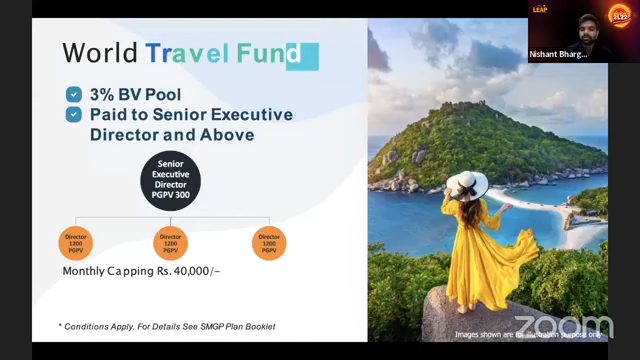 World Travel Fund
3% BV Pool
Paid to Senior Executive
Director and Above
Senior
Executive
Director
PGPV 300
Director
1200
PGPV
Director
1200
PGPV
Director
1200
PGPV
Monthly Capping Rs. 40,000/-
* Conditions Apply. For Details See SMGP Plan Booklet
LEAP
2L22
Nishant Bharg...
Images shown are for illustration purpose only
zoom